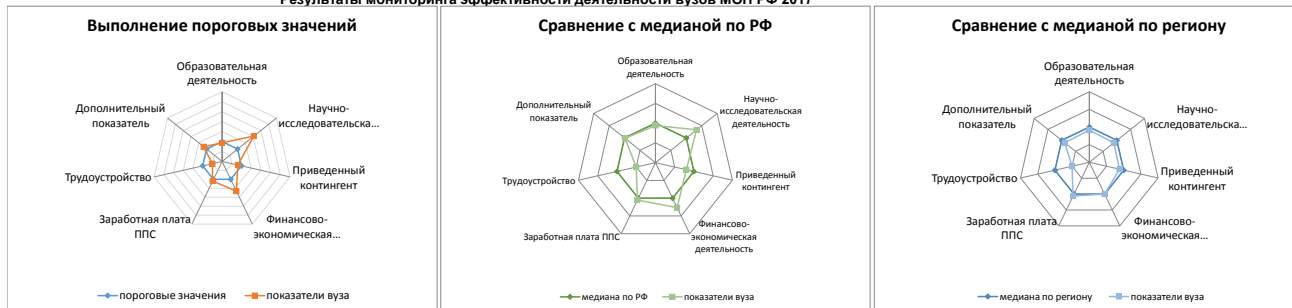 Результаты мониторинга эффективности деятельности вузов МОН РФ 2017
Выполнение пороговых значений
Образовательная
деятельность
Научно-
исследовательска…
Приведенный
контингент
Финансово-
экономическая…
Заработная плата
ППС
Трудоустройство
Дополнительный
показатель
пороговые значения
показатели вуза
Сравнение с медианой по РФ
Образовательная
деятельность
Научно-
исследовательская
деятельность
Приведенный
контингент
Финансово-
экономическая
деятельность
Заработная плата ППС
Трудоустройство
Дополнительный
показатель
медиана по РФ
показатели вуза
Сравнение с медианой по региону
Образовательная
деятельность
Научно-
исследовательска…
Приведенный
контингент
Финансово-
экономическая…
Заработная плата
ППС
Трудоустройство
Дополнительный
показатель
медиана по региону
показатели вуза